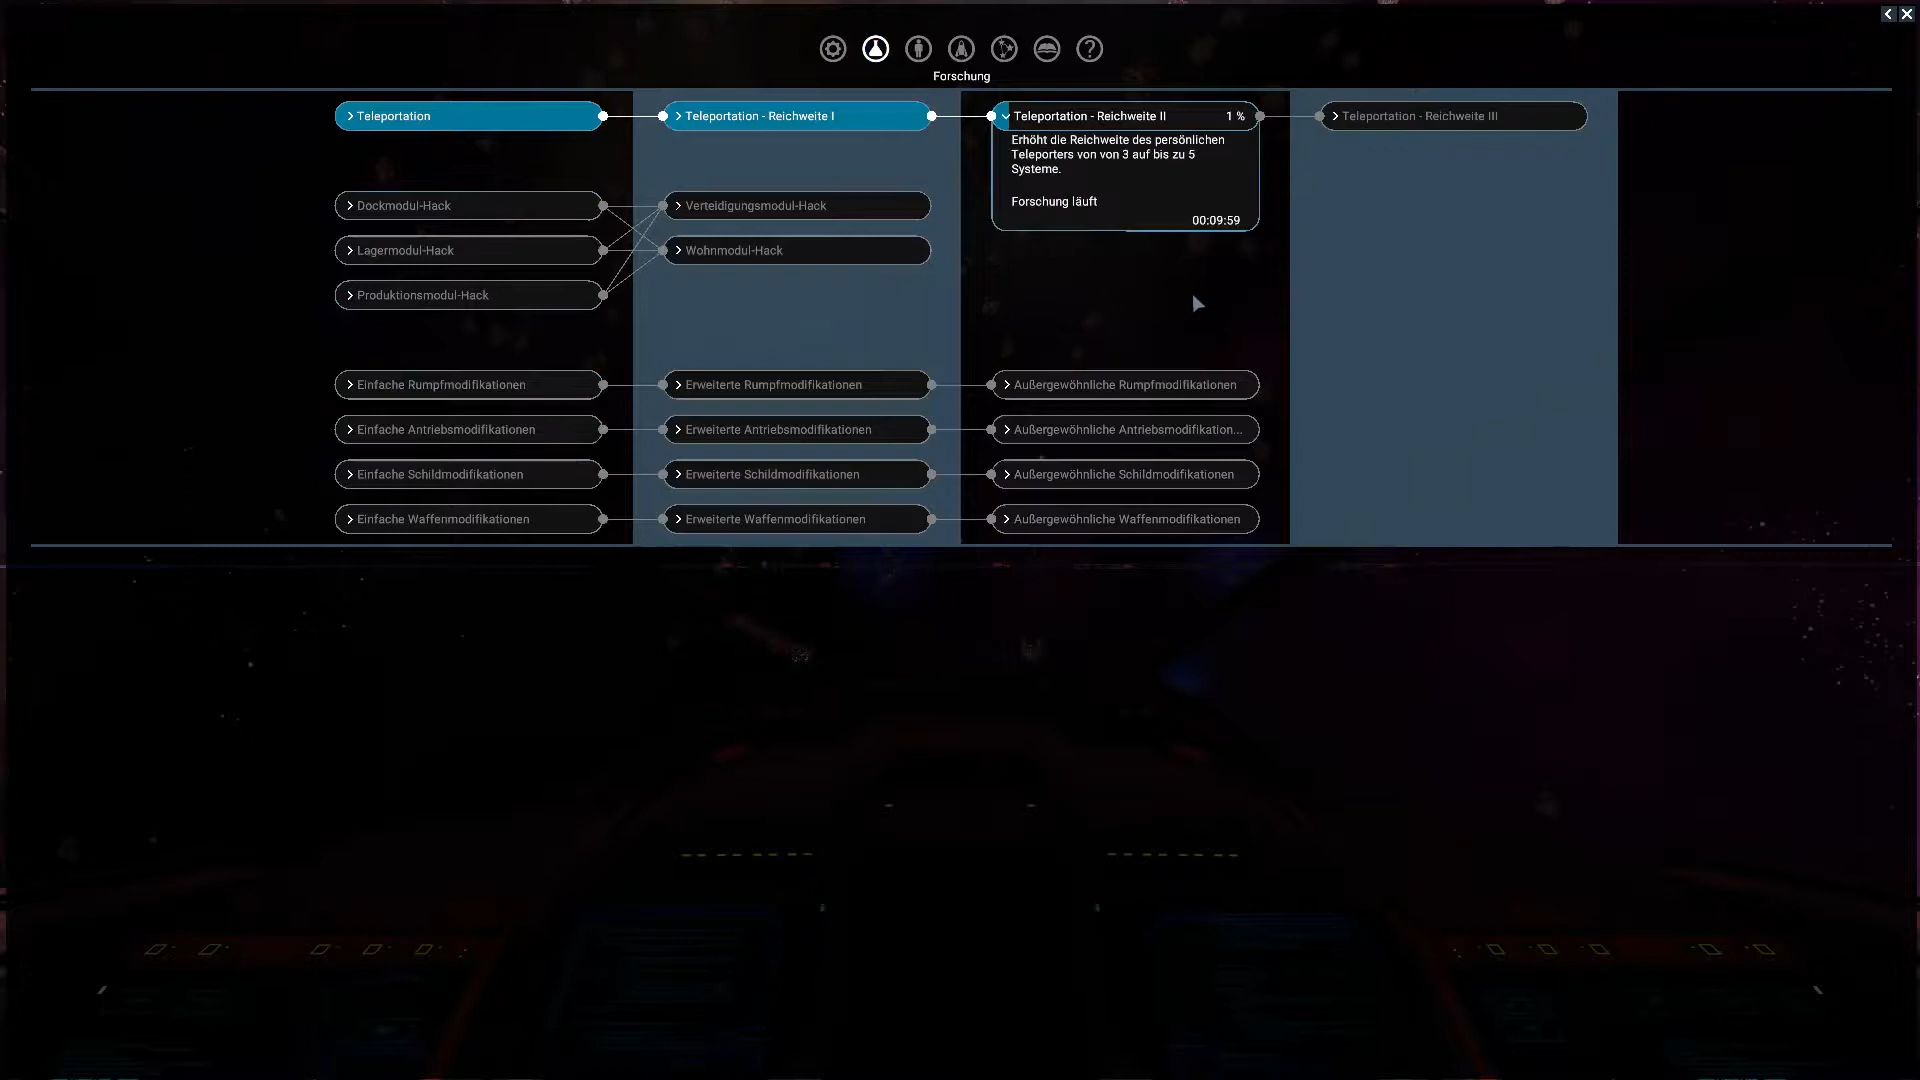 Forschung
Teleportation
Teleportation - Reichweite I
Teleportation - Reichweite II 1 %
Teleportation - Reichweite III
Erhöht die Reichweite des persönlichen
Teleporters von von 3 auf bis zu 5
Systeme.
Forschung läuft
00:09:59
Dockmodul-Hack
Verteidigungsmodul-Hack
Lagermodul-Hack
Wohnmodul-Hack
Produktionsmodul-Hack
Einfache Rumpfmodifikationen
Erweiterte Rumpfmodifikationen
Außergewöhnliche Rumpfmodifikationen
Einfache Antriebsmodifikationen
Erweiterte Antriebsmodifikationen
Außergewöhnliche Antriebsmodifikation...
Einfache Schildmodifikationen
Erweiterte Schildmodifikationen
Außergewöhnliche Schildmodifikationen
Einfache Waffenmodifikationen
Erweiterte Waffenmodifikationen
Außergewöhnliche Waffenmodifikationen